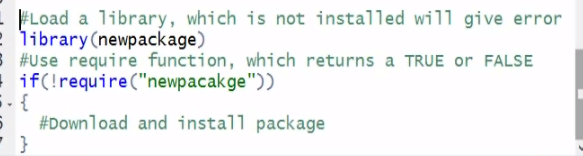 #Load a library, which is not installed will give error
library(newpackage)
#Use require function, which returns a TRUE or FALSE
if(!require("newpacakge"))
{
#Download and install package
}